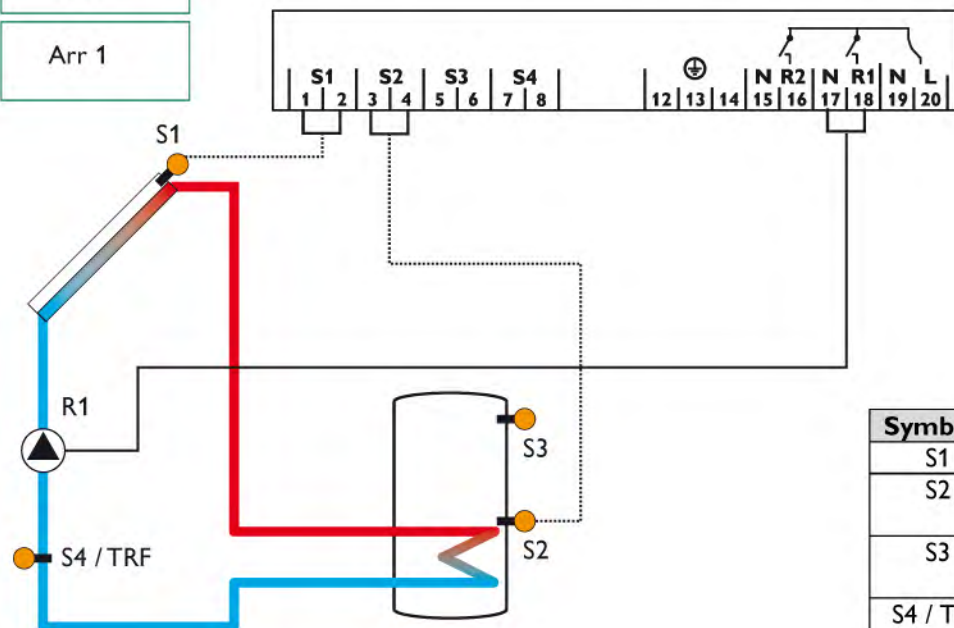 Arr 1
S1 S2 S3 S4 N R2 N R1 N L
1 2 3 4 5 6 7 8 12 13 14 15 16 17 18 19 20
S1
R1
S3
S2
S4 / TRF
Symb
S1
S2
S3
S4 / T